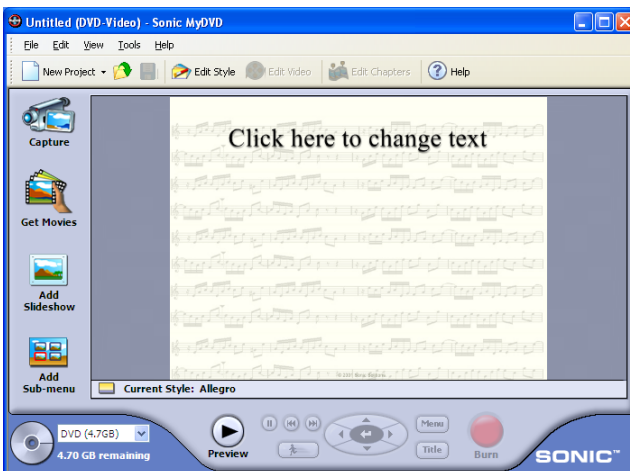 Untitled (DVD-Video) - Sonic MyDVD
File Edit View Tools Help
New Project Edit Style Edit Video Edit Chapters ? Help
Capture
Get Movies
Add
Slideshow
Add
Sub-menu
Click here to change text
Current Style: Allegro
DVD (4.7GB)
4.70 GB remaining
Preview
Menu
Title
Burn
SONIC™